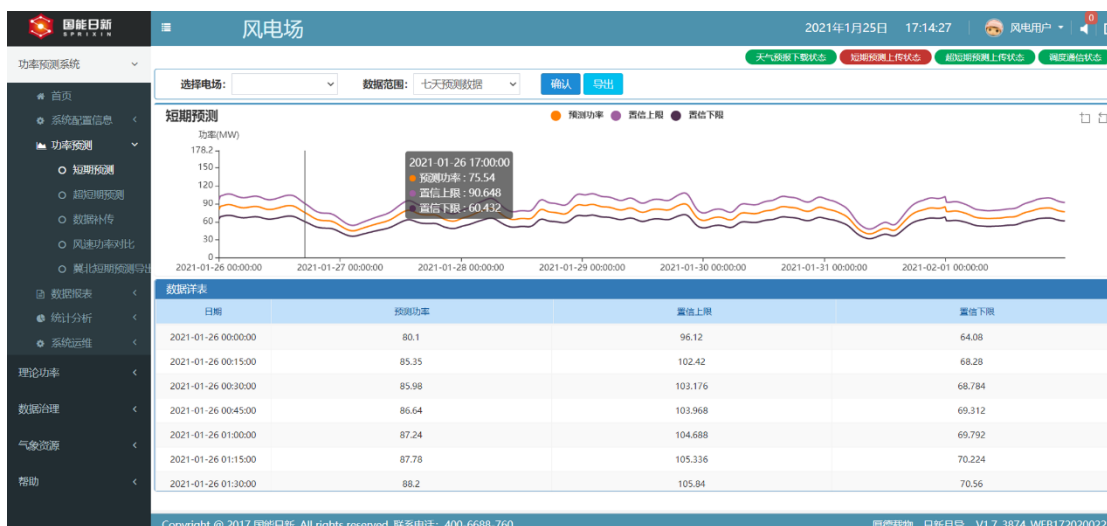 国能日新
SPRIXIN
风电场
2021年1月25日 17:14:27
风电用户
0
功率预测系统
首页
系统配置信息
功率预测
短期预测
超短期预测
数据补传
风速功率对比
冀北短期预测导出
数据报表
统计分析
系统运维
理论功率
数据治理
气象资源
帮助
天气预报下载状态 短期预测上传状态 超短期预测上传状态 调度通信状态
选择电场: 数据范围: 七天预测数据 确认 导出
短期预测
预测功率 置信上限 置信下限
功率(MW)
178.2
150
120
90
60
30
0
2021-01-26 17:00:00
预测功率 : 75.54
置信上限 : 90.648
置信下限 : 60.432
2021-01-26 00:00:00 2021-01-27 00:00:00 2021-01-28 00:00:00 2021-01-29 00:00:00 2021-01-30 00:00:00 2021-01-31 00:00:00 2021-02-01 00:00:00
数据详表
日期 预测功率 置信上限 置信下限
2021-01-26 00:00:00 80.1 96.12 64.08
2021-01-26 00:15:00 85.35 102.42 68.28
2021-01-26 00:30:00 85.98 103.176 68.784
2021-01-26 00:45:00 86.64 103.968 69.312
2021-01-26 01:00:00 87.24 104.688 69.792
2021-01-26 01:15:00 87.78 105.336 70.224
2021-01-26 01:30:00 88.2 105.84 70.56
Copyright @ 2017 国能日新 All rights reserved. 联系电话：400-6688-760
厚德载物 日新月异